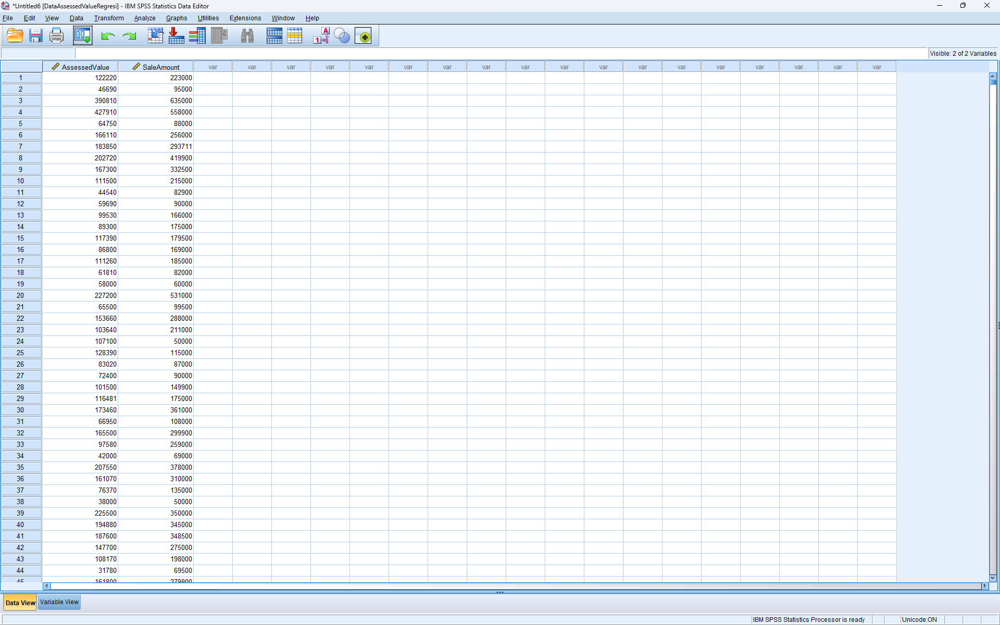 *Untitled6 [DataAssessedValueRegresi] - IBM SPSS Statistics Data Editor
File Edit View Data Transform Analyze Graphs Utilities Extensions Window Help
Visible: 2 of 2 Variables
AssessedValue SaleAmount var var var var var var var var var var var var var var var var var var
1 122220 223000
2 46690 95000
3 390810 635000
4 427910 558000
5 64750 88000
6 166110 256000
7 183850 293711
8 202720 419900
9 167300 332500
10 111500 215000
11 44540 82900
12 59690 90000
13 99530 166000
14 89300 175000
15 117390 179500
16 86800 169000
17 111260 185000
18 61810 82000
19 58000 60000
20 227200 531000
21 65500 99500
22 153660 288000
23 103640 211000
24 107100 50000
25 128390 115000
26 83020 87000
27 72400 90000
28 101500 149900
29 116481 175000
30 173460 361000
31 66950 108000
32 165500 299900
33 97580 259000
34 42000 69000
35 207550 378000
36 161070 310000
37 76370 135000
38 38000 50000
39 225500 350000
40 194880 345000
41 187600 348500
42 147700 275000
43 108170 198000
44 31780 69500
45 161800 279900
Data View Variable View
IBM SPSS Statistics Processor is ready Unicode:ON